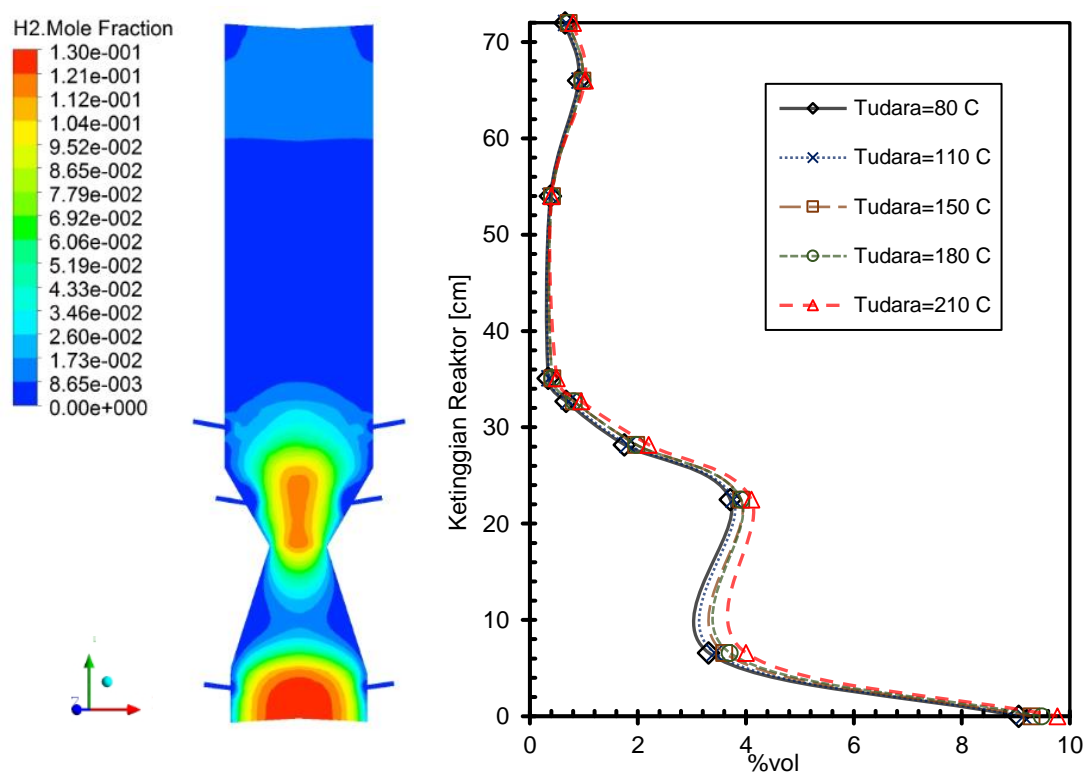 H2.Mole Fraction
1.30e-001
1.21e-001
1.12e-001
1.04e-001
9.52e-002
8.65e-002
7.79e-002
6.92e-002
6.06e-002
5.19e-002
4.33e-002
3.46e-002
2.60e-002
1.73e-002
8.65e-003
0.00e+000
70
60
50
40
30
20
10
0
Ketinggian Reaktor [cm]
Tudara=80 C
Tudara=110 C
Tudara=150 C
Tudara=180 C
Tudara=210 C
0
2
4
6
8
10
%vol